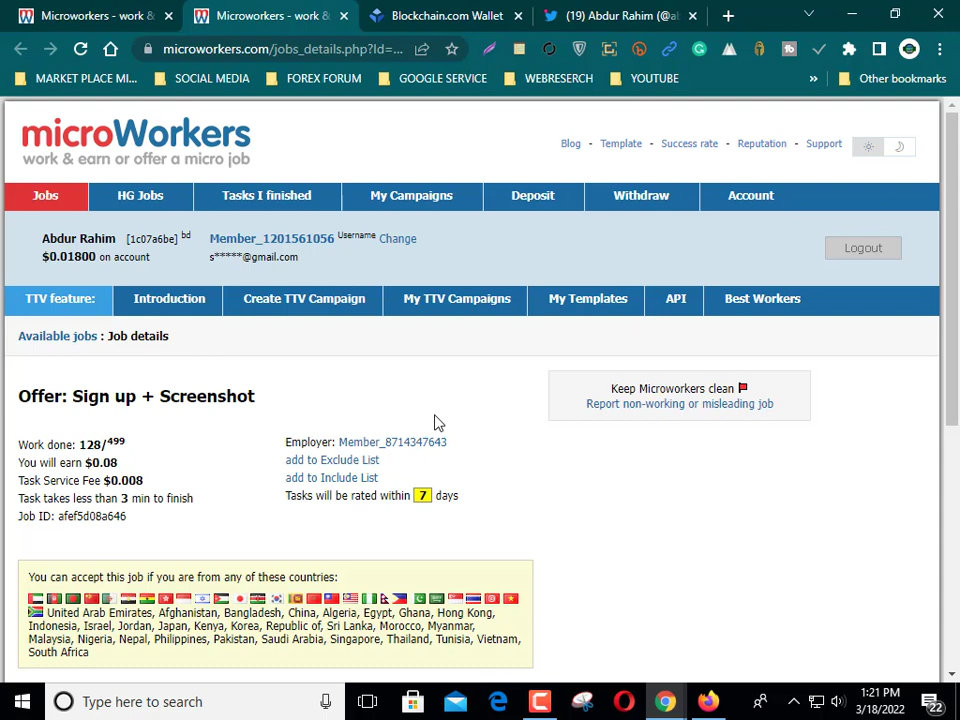 Microworkers - work &
Microworkers - work &
Blockchain.com Wallet
(19) Abdur Rahim (@a
microworkers.com/jobs_details.php?Id=...
MARKET PLACE MI...
SOCIAL MEDIA
FOREX FORUM
GOOGLE SERVICE
WEBRESERCH
YOUTUBE
»
Other bookmarks
microWorkers
work & earn or offer a micro job
Blog - Template - Success rate - Reputation - Support
Jobs
HG Jobs
Tasks I finished
My Campaigns
Deposit
Withdraw
Account
Abdur Rahim [1c07a6be] bd
Member_1201561056 Username Change
$0.01800 on account
s*****@gmail.com
Logout
TTV feature:
Introduction
Create TTV Campaign
My TTV Campaigns
My Templates
API
Best Workers
Available jobs : Job details
Keep Microworkers clean
Report non-working or misleading job
Offer: Sign up + Screenshot
Work done: 128/499
You will earn $0.08
Task Service Fee $0.008
Task takes less than 3 min to finish
Job ID: afef5d08a646
Employer: Member_8714347643
add to Exclude List
add to Include List
Tasks will be rated within 7 days
You can accept this job if you are from any of these countries:
United Arab Emirates, Afghanistan, Bangladesh, China, Algeria, Egypt, Ghana, Hong Kong,
Indonesia, Israel, Jordan, Japan, Kenya, Korea, Republic of, Sri Lanka, Morocco, Myanmar,
Malaysia, Nigeria, Nepal, Philippines, Pakistan, Saudi Arabia, Singapore, Thailand, Tunisia, Vietnam,
South Africa
Type here to search
1:21 PM
3/18/2022
22